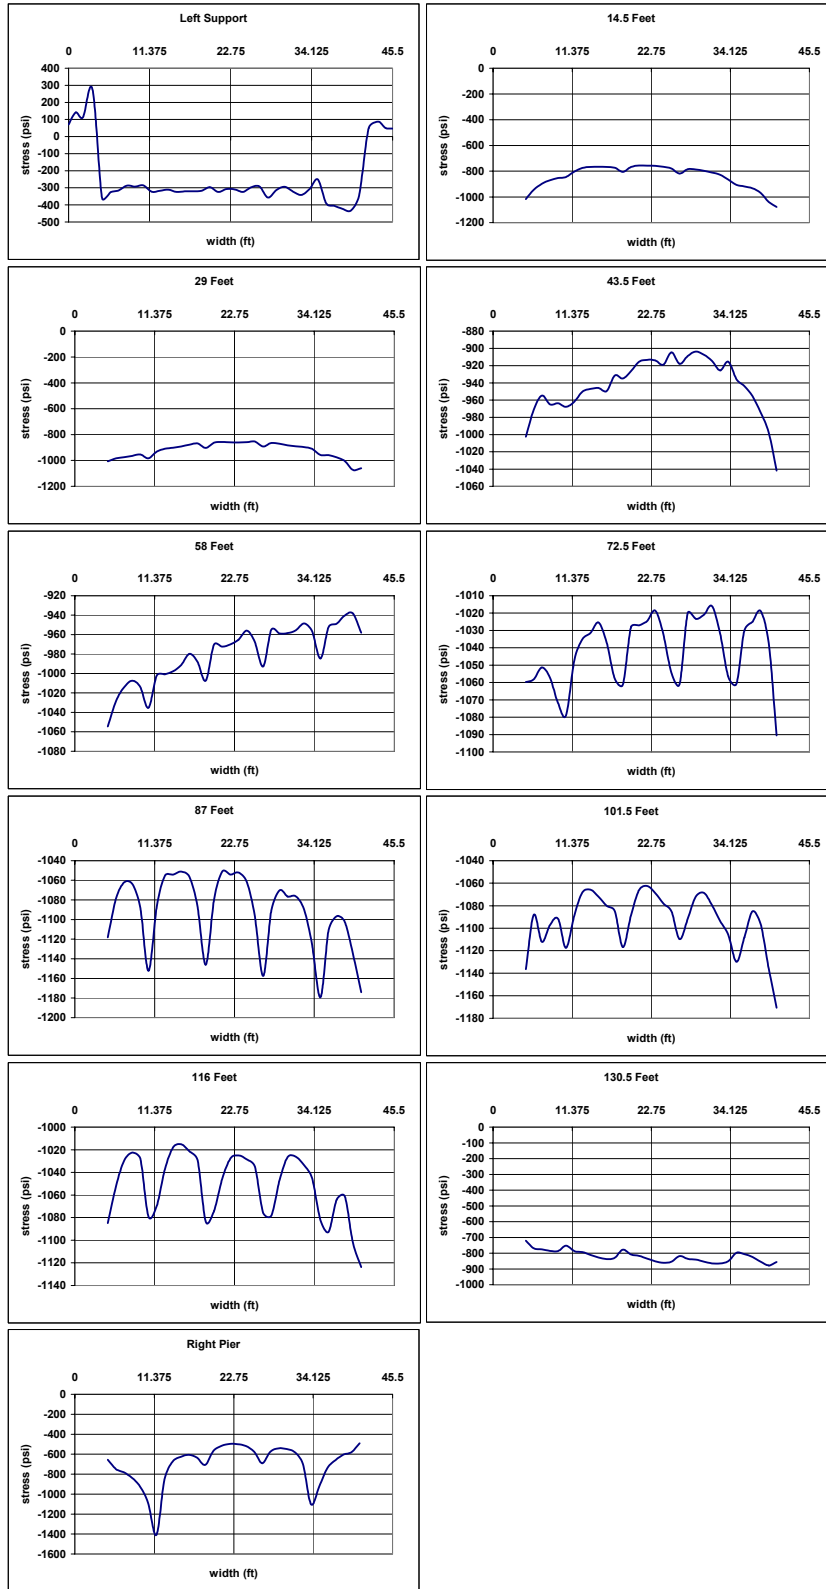 Left Support
0 11.375 22.75 34.125 45.5
400
300
200
100
0
-100
-200
-300
-400
-500
stress (psi)
width (ft)
14.5 Feet
0 11.375 22.75 34.125 45.5
0
-200
-400
-600
-800
-1000
-1200
stress (psi)
width (ft)
29 Feet
0 11.375 22.75 34.125 45.5
0
-200
-400
-600
-800
-1000
-1200
stress (psi)
width (ft)
43.5 Feet
0 11.375 22.75 34.125 45.5
-880
-900
-920
-940
-960
-980
-1000
-1020
-1040
-1060
stress (psi)
width (ft)
58 Feet
0 11.375 22.75 34.125 45.5
-920
-940
-960
-980
-1000
-1020
-1040
-1060
-1080
stress (psi)
width (ft)
72.5 Feet
0 11.375 22.75 34.125 45.5
-1010
-1020
-1030
-1040
-1050
-1060
-1070
-1080
-1090
-1100
stress (psi)
width (ft)
87 Feet
0 11.375 22.75 34.125 45.5
-1040
-1060
-1080
-1100
-1120
-1140
-1160
-1180
-1200
stress (psi)
width (ft)
101.5 Feet
0 11.375 22.75 34.125 45.5
-1040
-1060
-1080
-1100
-1120
-1140
-1160
-1180
stress (psi)
width (ft)
116 Feet
0 11.375 22.75 34.125 45.5
-1000
-1020
-1040
-1060
-1080
-1100
-1120
-1140
stress (psi)
width (ft)
130.5 Feet
0 11.375 22.75 34.125 45.5
0
-100
-200
-300
-400
-500
-600
-700
-800
-900
-1000
stress (psi)
width (ft)
Right Pier
0 11.375 22.75 34.125 45.5
0
-200
-400
-600
-800
-1000
-1200
-1400
-1600
stress (psi)
width (ft)